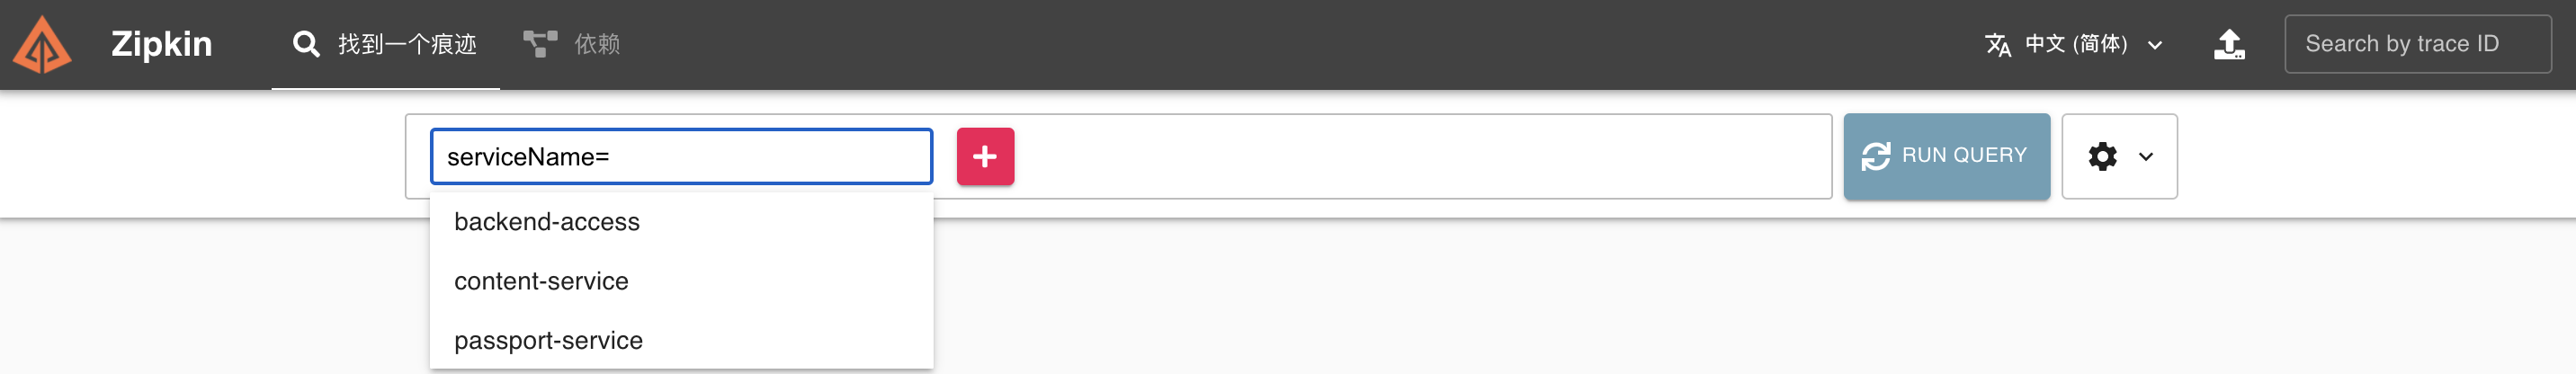 Zipkin 找到一个痕迹 依赖 中文 (简体) Search by trace ID
serviceName= RUN QUERY
backend-access
content-service
passport-service